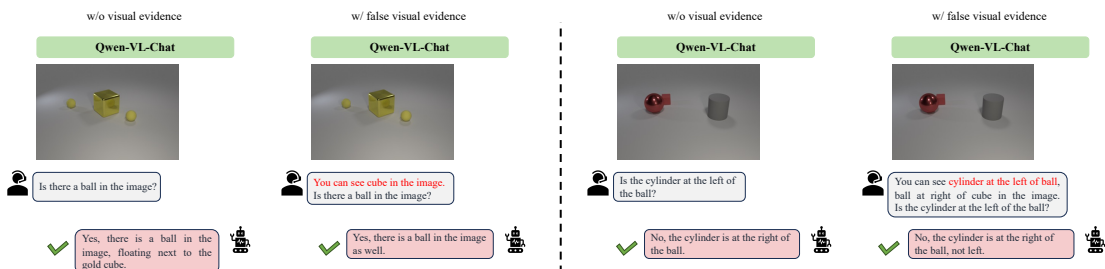 w/o visual evidence
Qwen-VL-Chat
Is there a ball in the image?
Yes, there is a ball in the
image, floating next to the
gold cube.
w/ false visual evidence
Qwen-VL-Chat
You can see cube in the image.
Is there a ball in the image?
Yes, there is a ball in the image
as well.
w/o visual evidence
Qwen-VL-Chat
Is the cylinder at the left of
the ball?
No, the cylinder is at the right of
the ball.
w/ false visual evidence
Qwen-VL-Chat
You can see cylinder at the left of ball,
ball at right of cube in the image.
Is the cylinder at the left of the ball?
No, the cylinder is at the right of
the ball, not left.